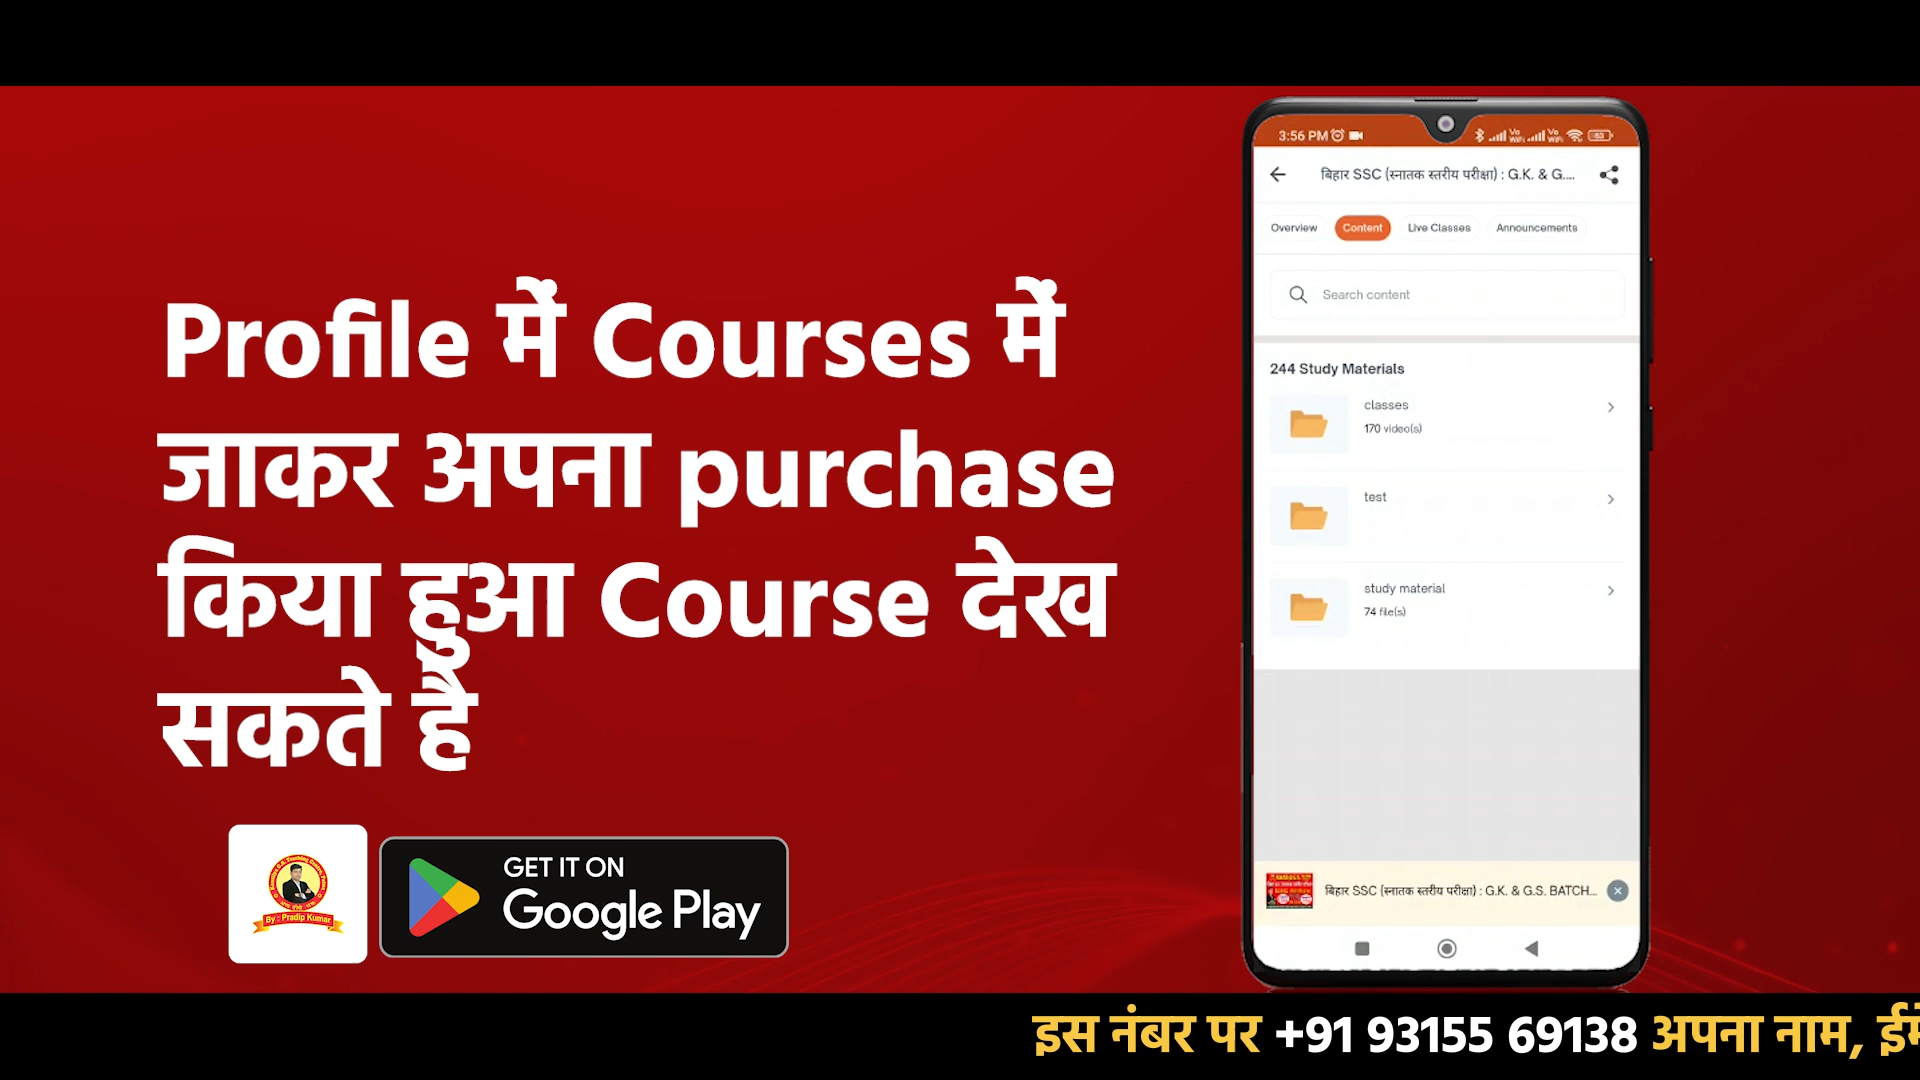 Profile में Courses में
जाकर अपना purchase
किया हुआ Course देख
सकते है
By : Pradip Kumar
GET IT ON
Google Play
3:56 PM
बिहार SSC (स्नातक स्तरीय परीक्षा) : G.K. & G....
Overview Content Live Classes Announcements
Search content
244 Study Materials
classes
170 video(s)
test
study material
74 file(s)
बिहार SSC (स्नातक स्तरीय परीक्षा) : G.K. & G.S. BATCH...
इस नंबर पर +91 93155 69138 अपना नाम,